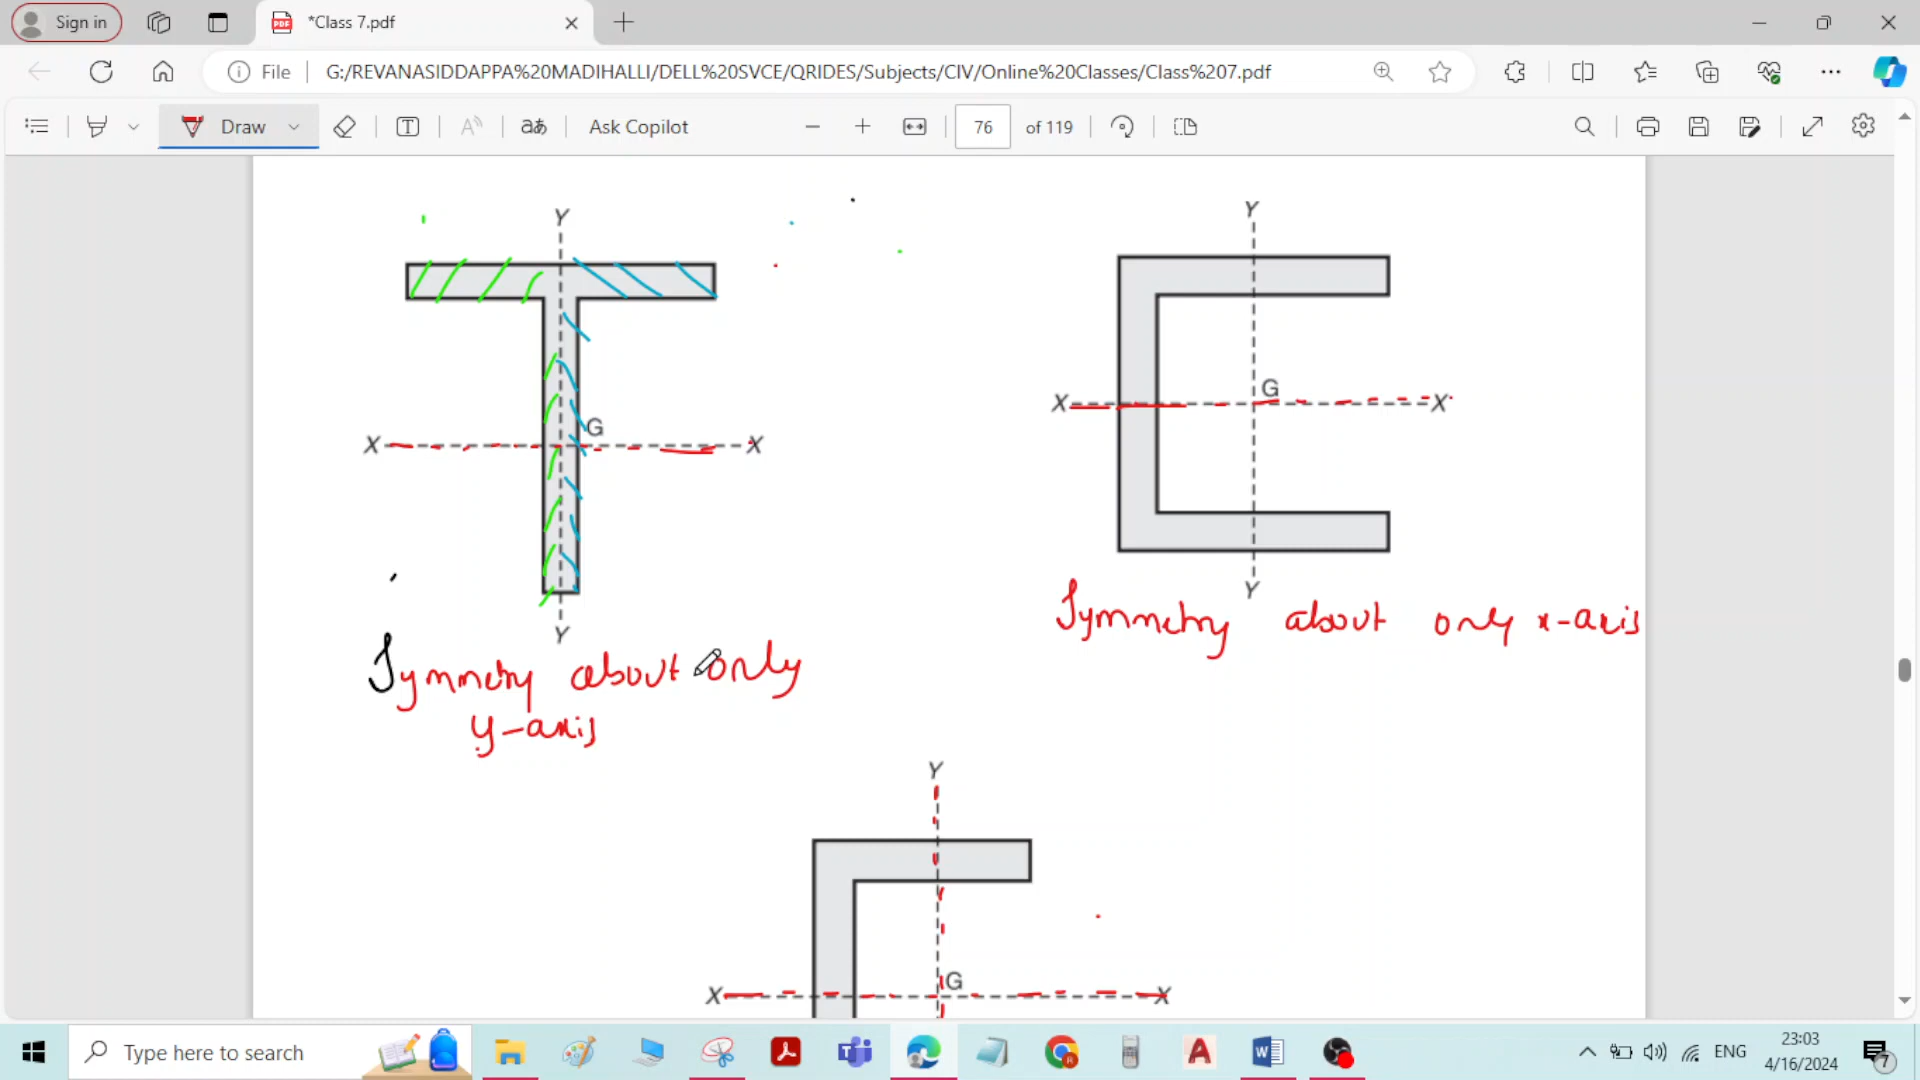 Sign in
*Class 7.pdf
File
G:/REVANASIDDAPPA%20MADIHALLI/DELL%20SVCE/QRIDES/Subjects/CIV/Online%20Classes/Class%207.pdf
Draw
Ask Copilot
76 of 119
Y
G
X
X
Y
Symmetry about only
y-axis
Y
G
X
X
Y
Symmetry about only x-axis
Y
G
X
X
Type here to search
ENG
23:03
4/16/2024
7